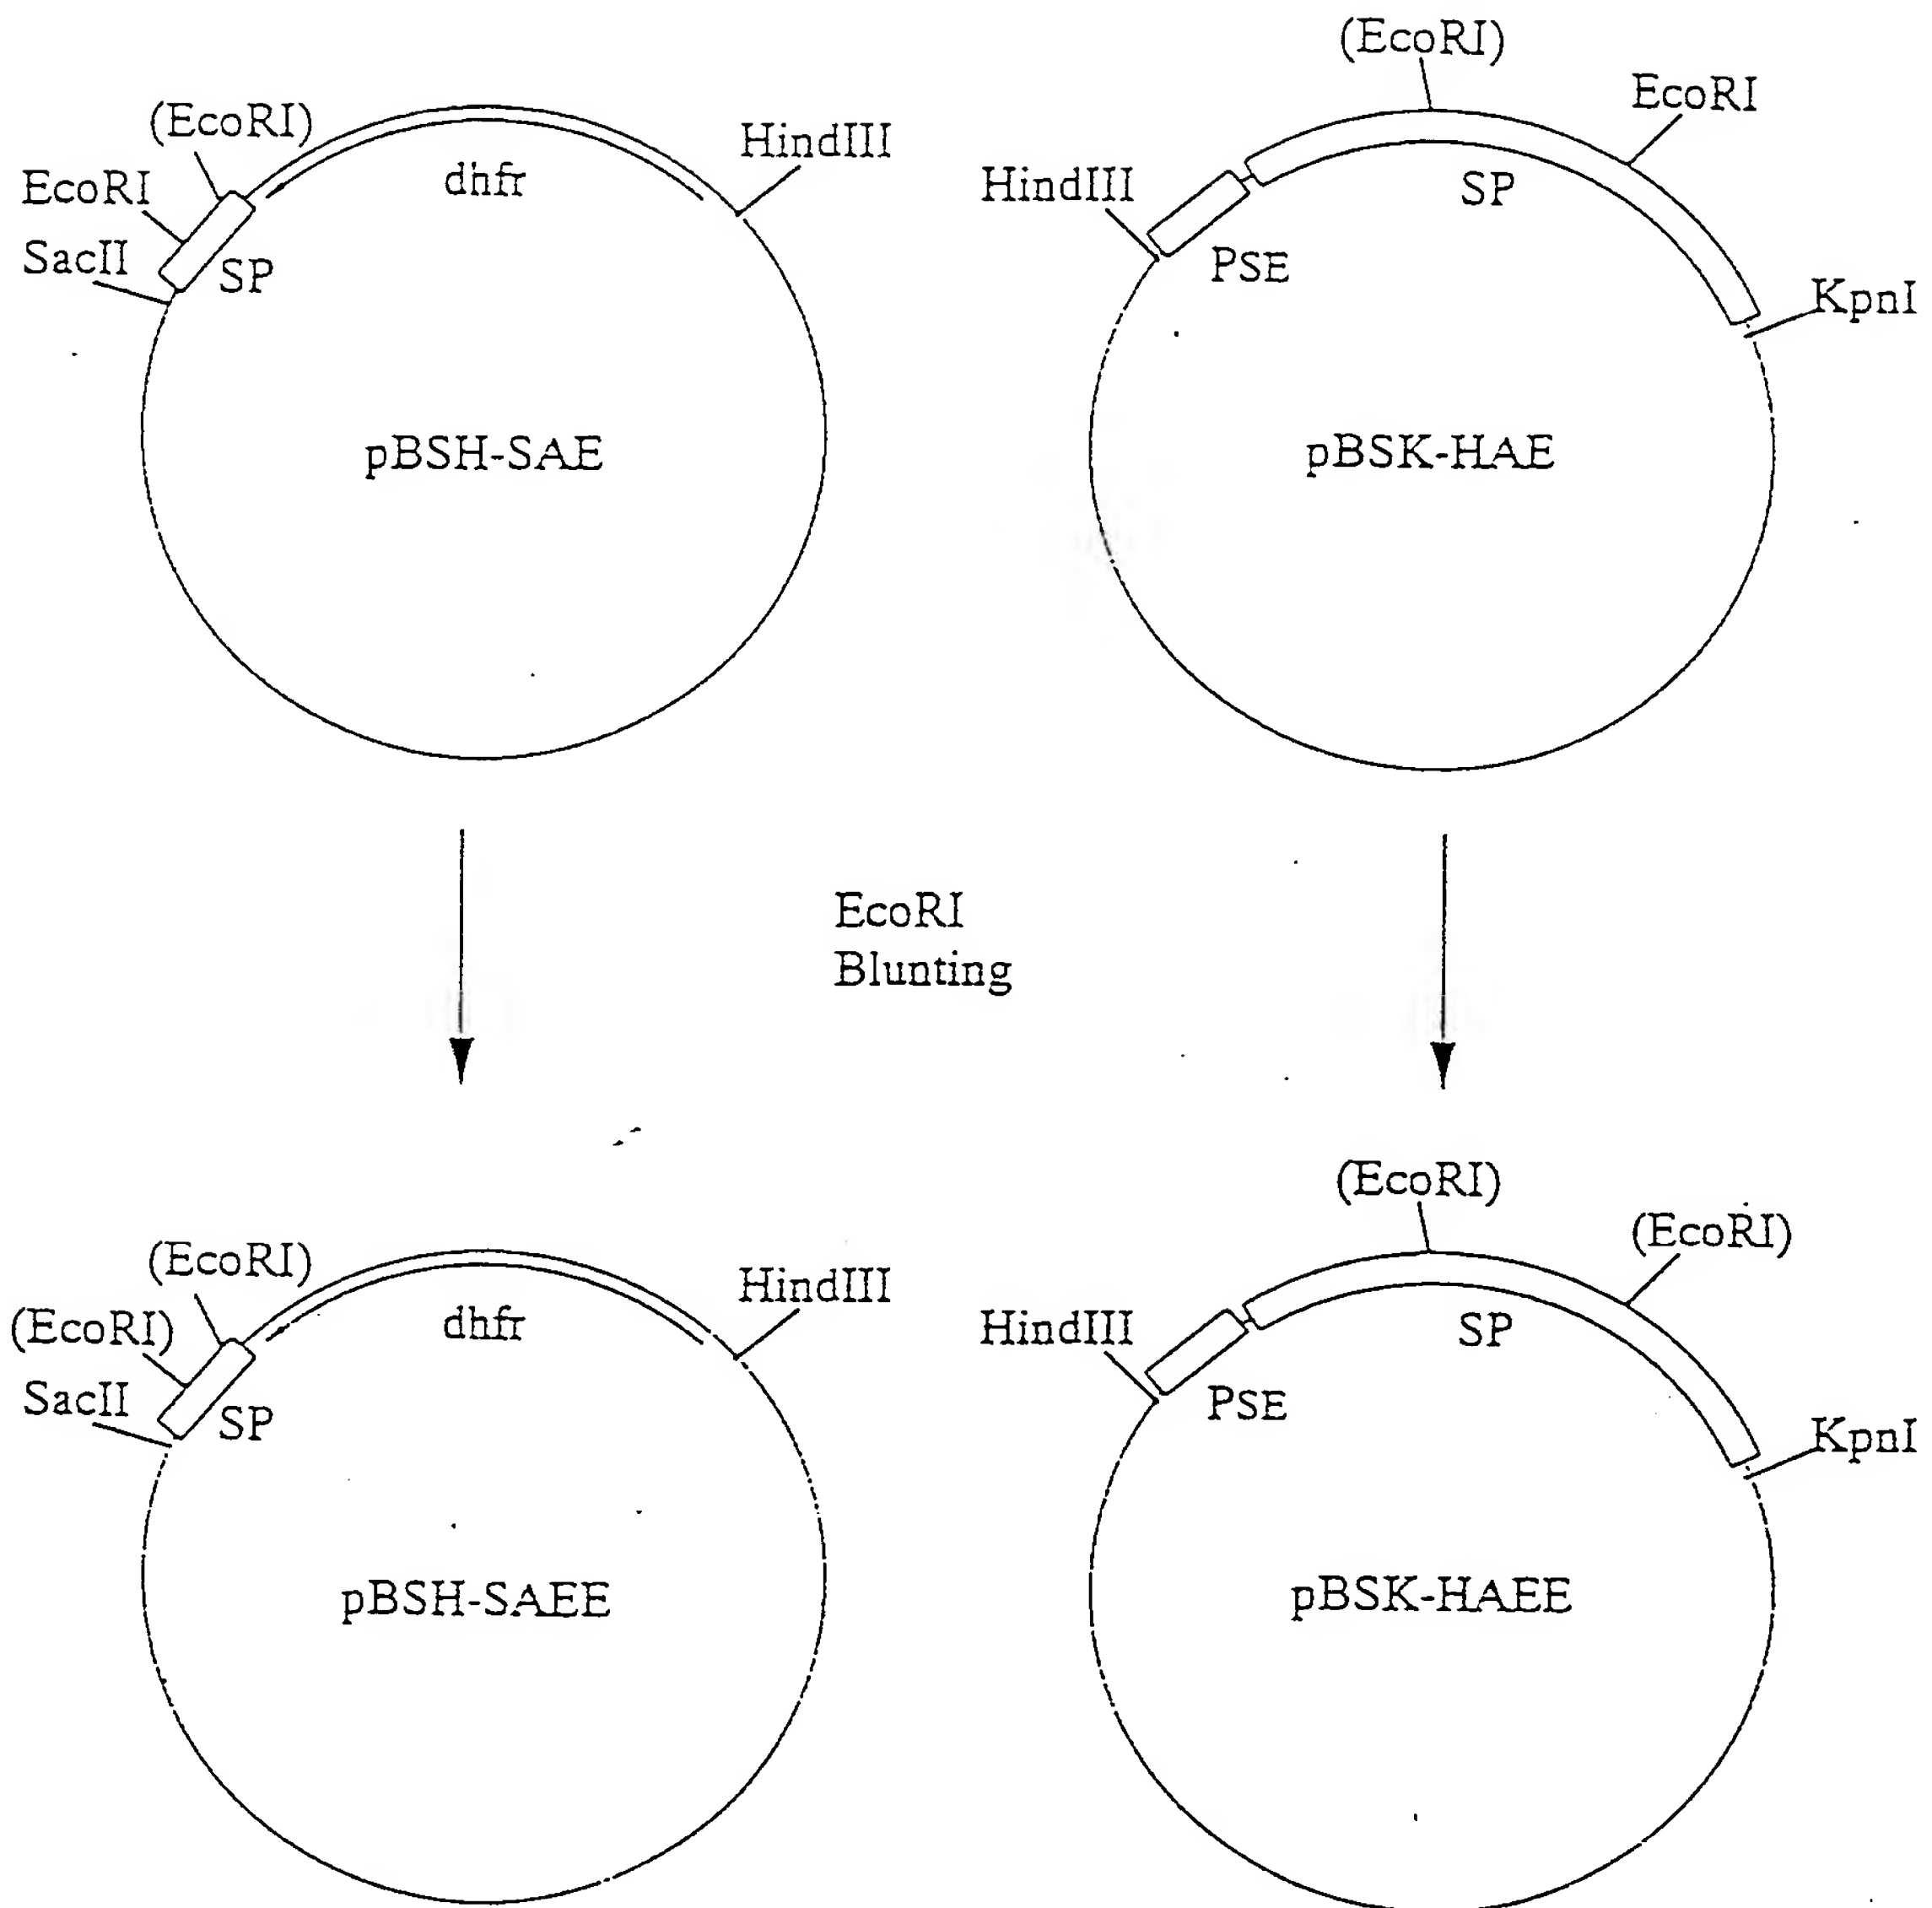 (EcoRI)
EcoRI
SacII
SP
dhfr
HindIII
pBSH-SAE
(EcoRI)
EcoRI
HindIII
PSE
SP
KpnI
pBSK-HAE
EcoRI
Blunting
(EcoRI)
(EcoRI)
SacII
SP
dhfr
HindIII
pBSH-SAEE
(EcoRI)
(EcoRI)
HindIII
PSE
SP
KpnI
pBSK-HAEE